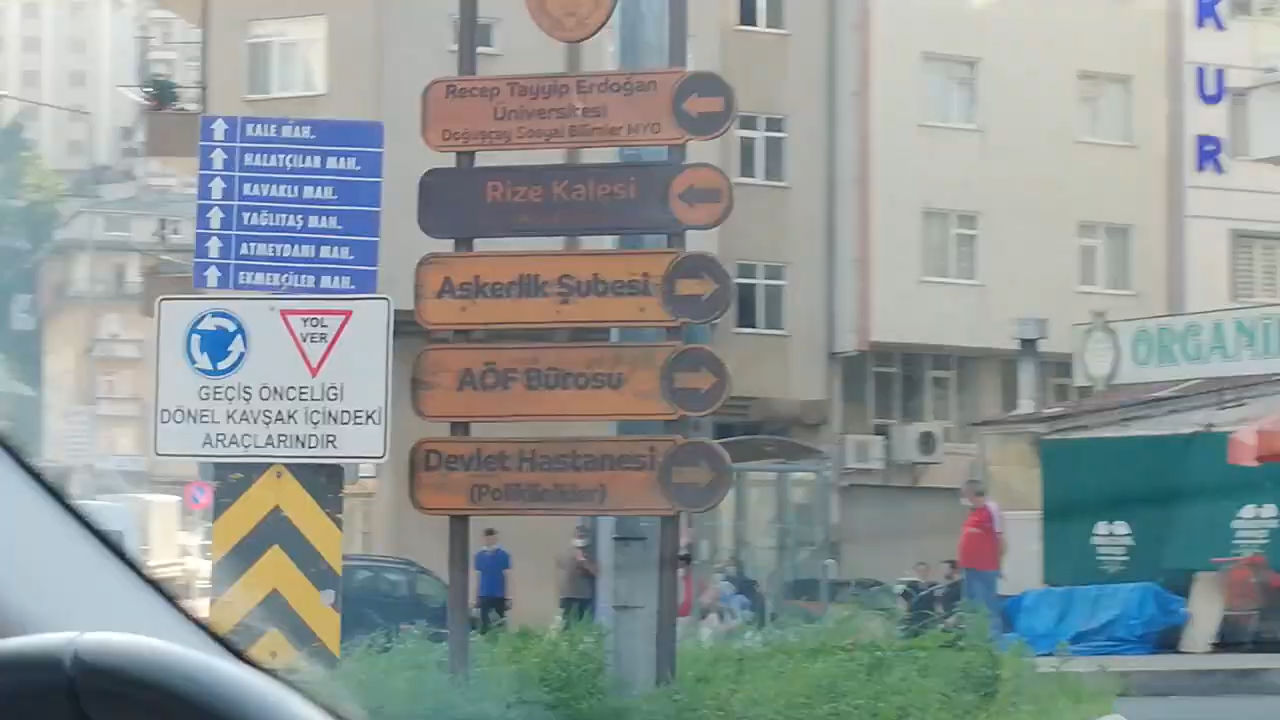 KALE MAH.
HALATÇILAR MAH.
KAVAKLI MAH.
YAĞLITAŞ MAH.
ATMEYDANI MAH.
EKMEKÇİLER MAH.
YOL
VER
GEÇİŞ ÖNCELİĞİ
DÖNEL KAVŞAK İÇİNDEKİ
ARAÇLARINDIR
Recep Tayyip Erdoğan
Üniversitesi
Sosyal Bilimler MYO
Rize Kalesi
Askerlik Şubesi
AÖF Bürosu
Devlet Hastanesi
(Poliklinikler)
KUR
ORGANİ